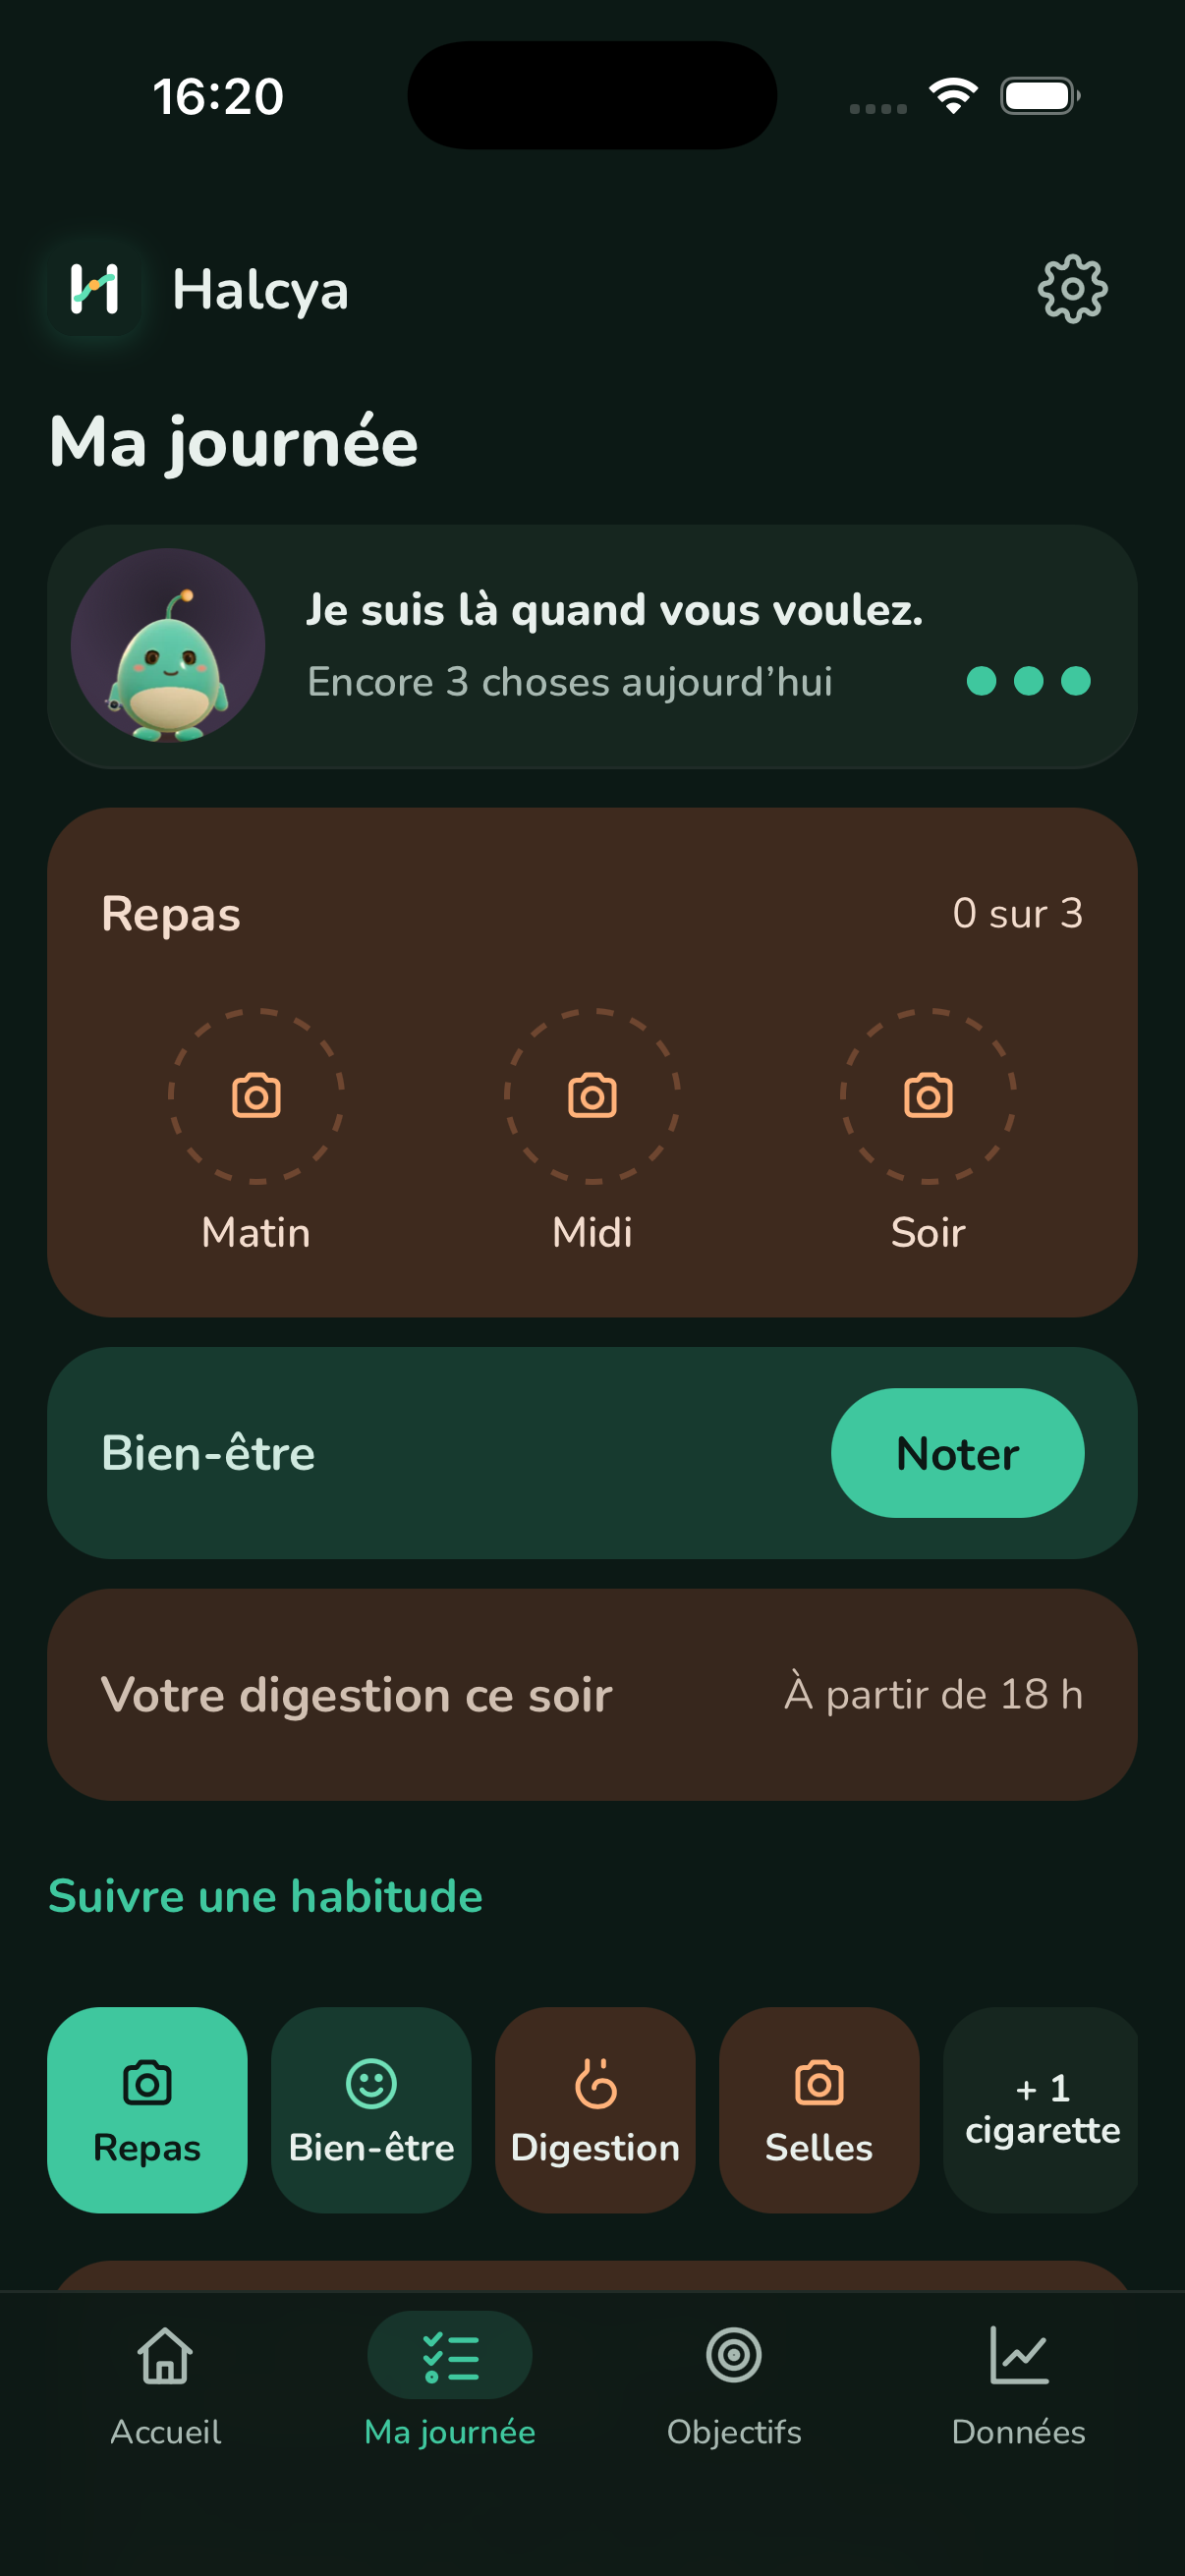 16:20
Halcya
Ma journée
Je suis là quand vous voulez.
Encore 3 choses aujourd’hui
Repas
0 sur 3
Matin
Midi
Soir
Bien-être
Noter
Votre digestion ce soir
À partir de 18 h
Suivre une habitude
Repas
Bien-être
Digestion
Selles
+ 1
cigarette
Accueil
Ma journée
Objectifs
Données